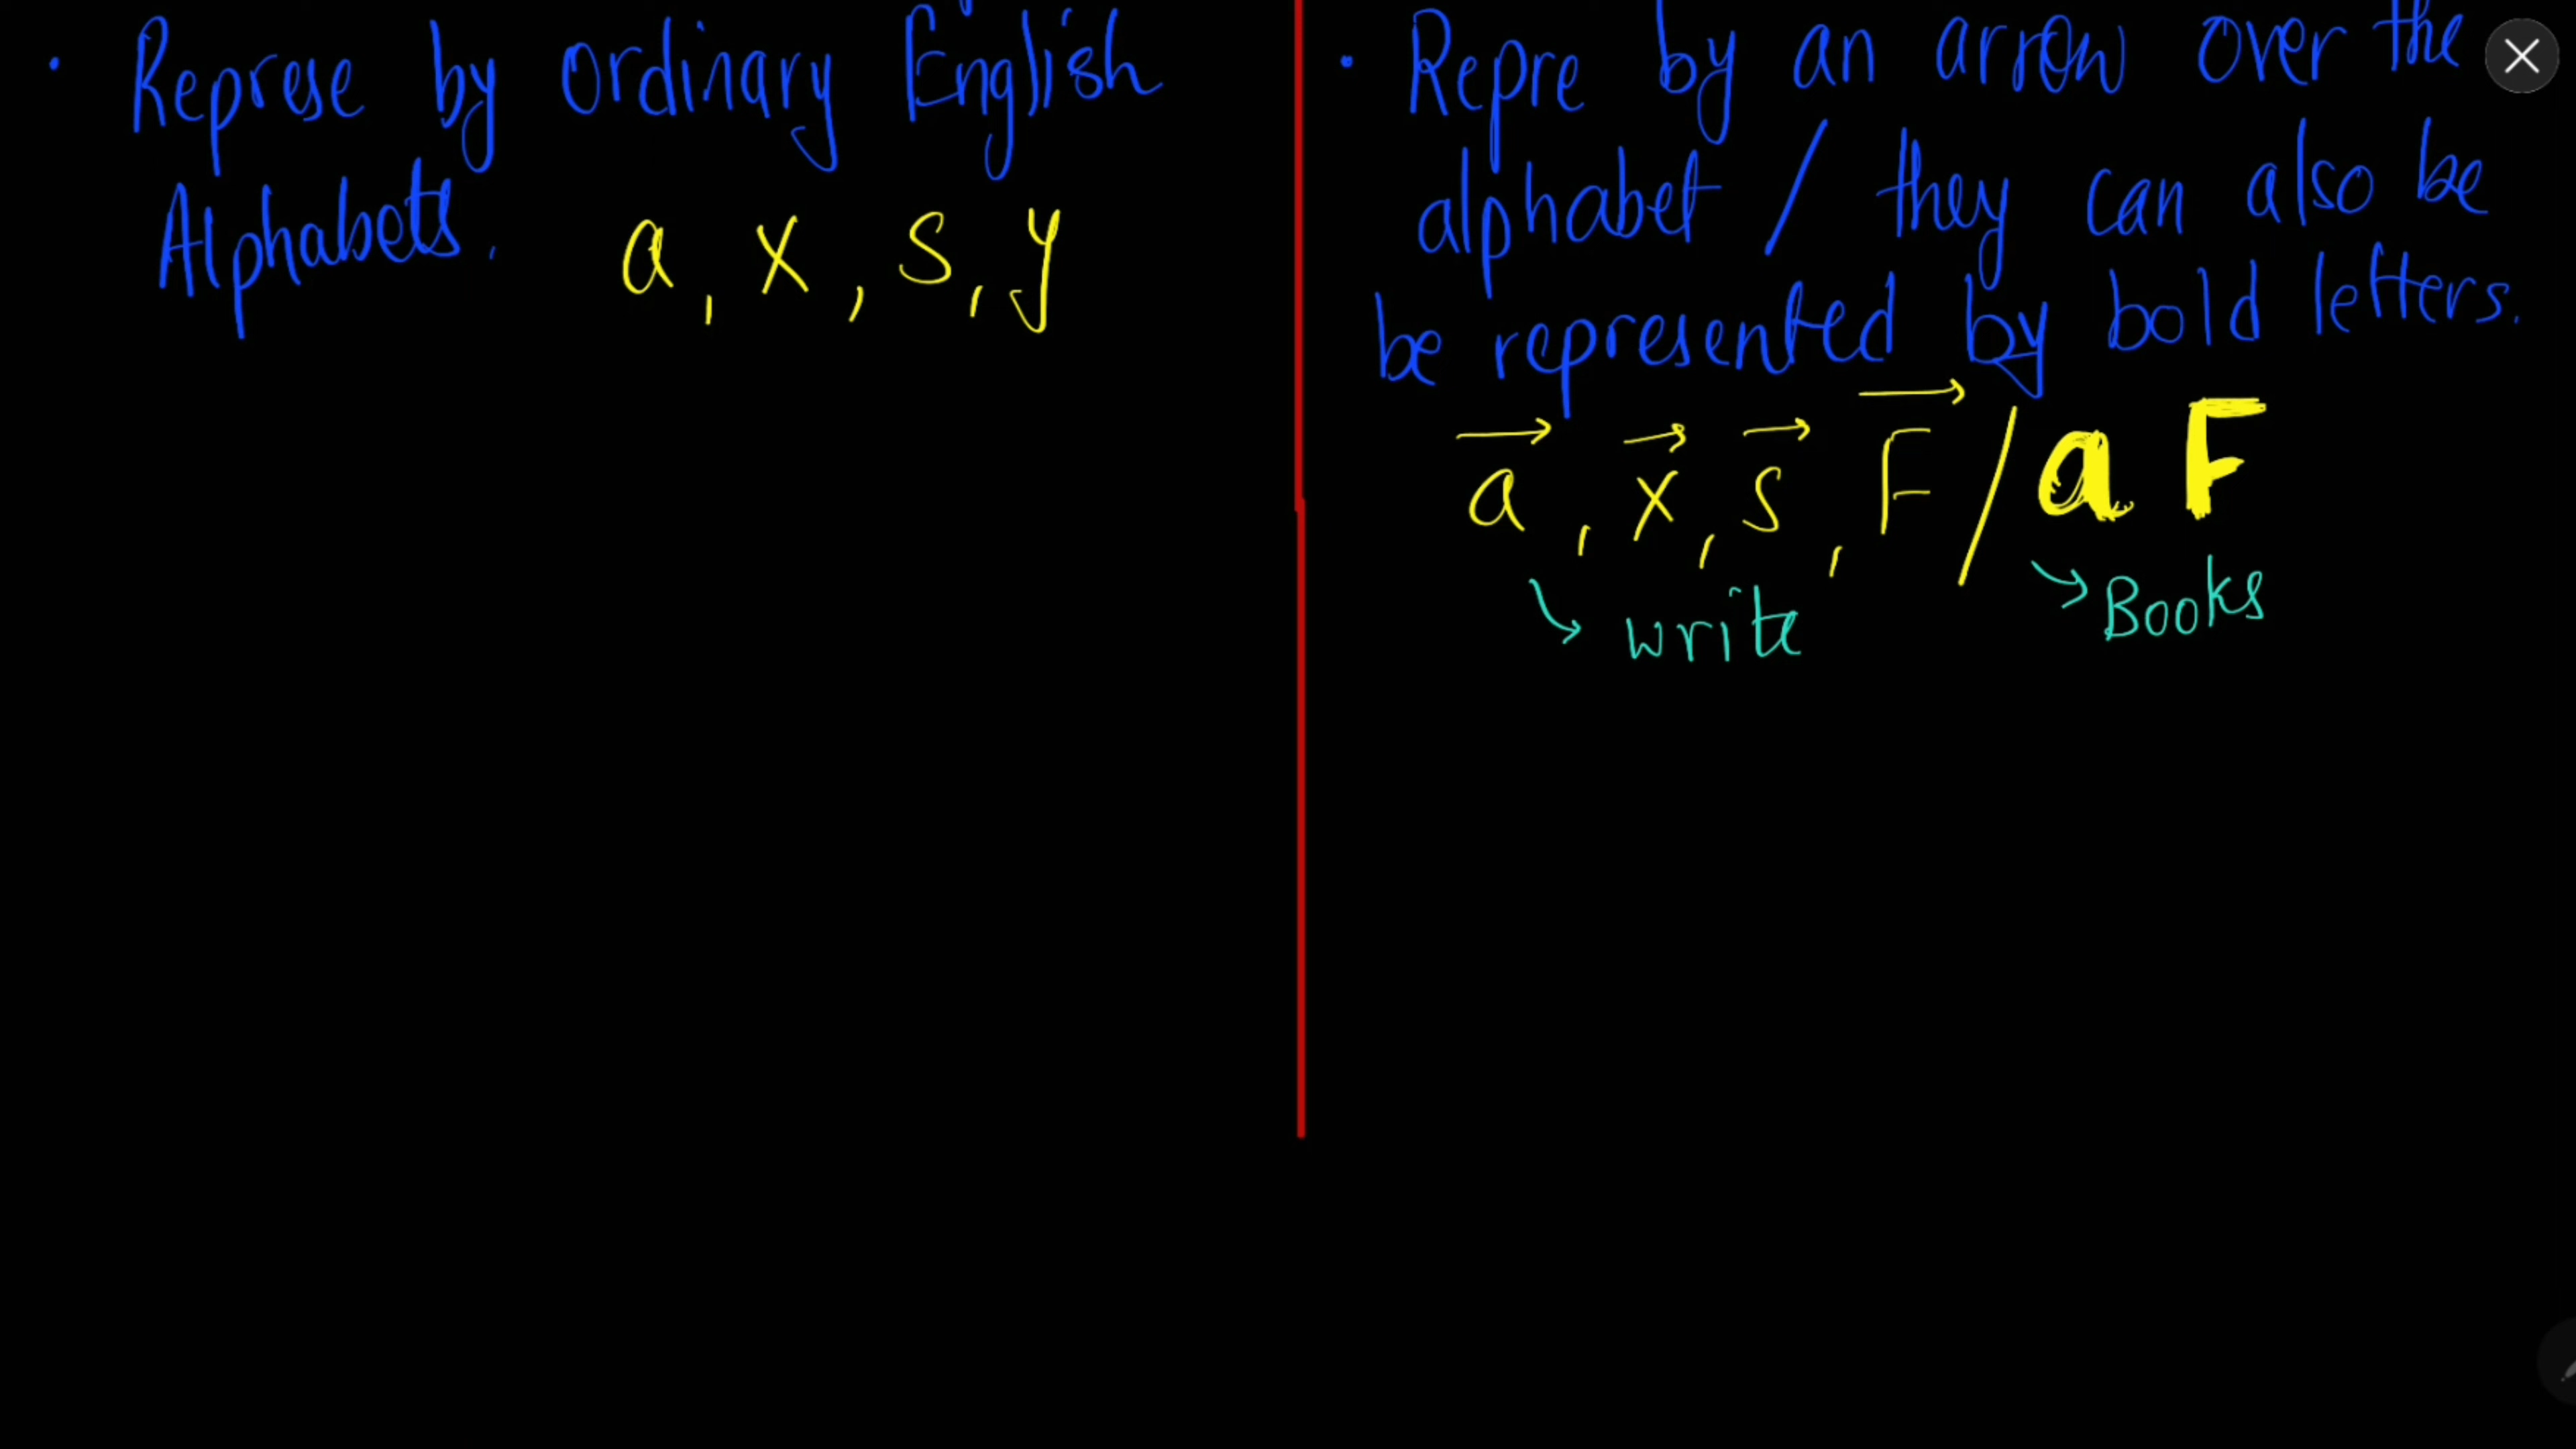 • Represe by ordinary English
Alphabets. a, x, s, y
• Repre by an arrow over the
alphabet / they can also be
be represented by bold letters.
a⃗, x⃗, s⃗, F⃗ / 𝐚 𝐅
↘ write
↘ Books